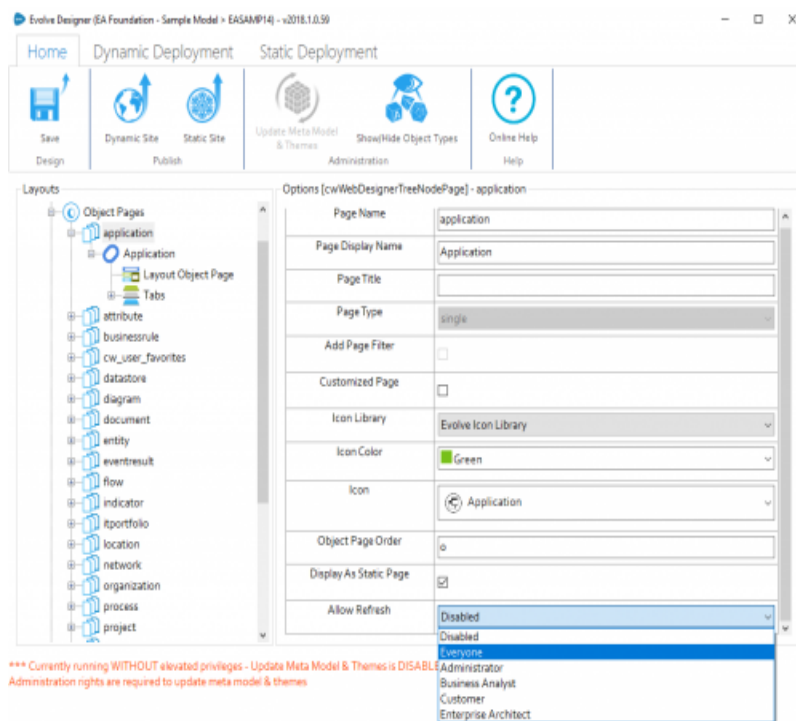 Evolve Designer (EA Foundation - Sample Model > EASAMP14) - v2018.1.0.59
Home Dynamic Deployment Static Deployment
Save
Dynamic Site
Static Site
Update Meta Model
& Themes
Show/Hide Object Types
Online Help
Design
Publish
Administration
Help
Layouts
Object Pages
application
Application
Layout Object Page
Tabs
attribute
businessrule
cw_user_favorites
datastore
diagram
document
entity
eventresult
flow
indicator
itportfolio
location
network
organization
process
project
Options [cwWebDesignerTreeNodePage] - application
Page Name application
Page Display Name Application
Page Title
Page Type single
Add Page Filter
Customized Page
Icon Library Evolve Icon Library
Icon Color Green
Icon Application
Object Page Order 0
Display As Static Page
Allow Refresh Disabled
Disabled
Everyone
Administrator
Business Analyst
Customer
Enterprise Architect
*** Currently running WITHOUT elevated privileges - Update Meta Model & Themes is DISABLE
Administration rights are required to update meta model & themes